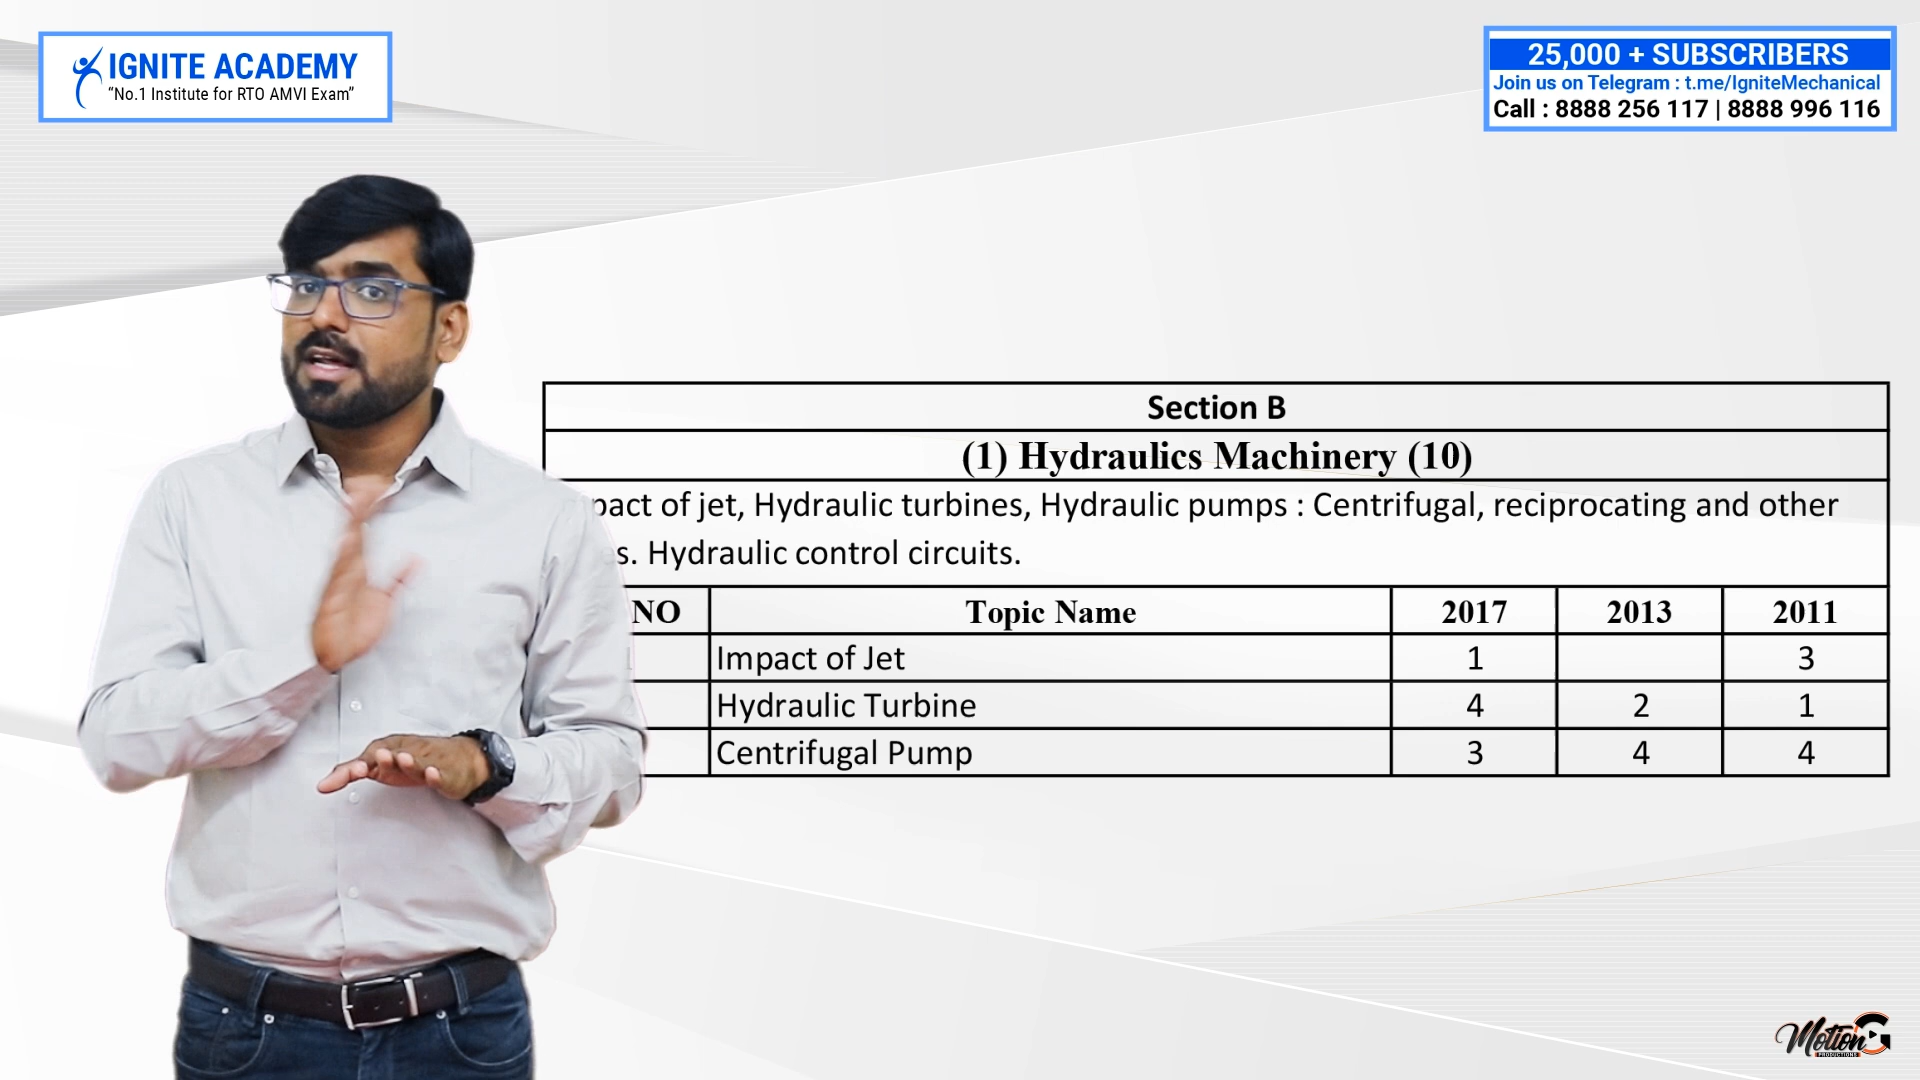 IGNITE ACADEMY
“No.1 Institute for RTO AMVI Exam”
25,000 + SUBSCRIBERS
Join us on Telegram : t.me/IgniteMechanical
Call : 8888 256 117 | 8888 996 116
Section B
(1) Hydraulics Machinery (10)
of jet, Hydraulic turbines, Hydraulic pumps : Centrifugal, reciprocating and other
Hydraulic control circuits.
NO Topic Name 2017 2013 2011
Impact of Jet 1 3
Hydraulic Turbine 4 2 1
Centrifugal Pump 3 4 4
Motion G
PRODUCTIONS